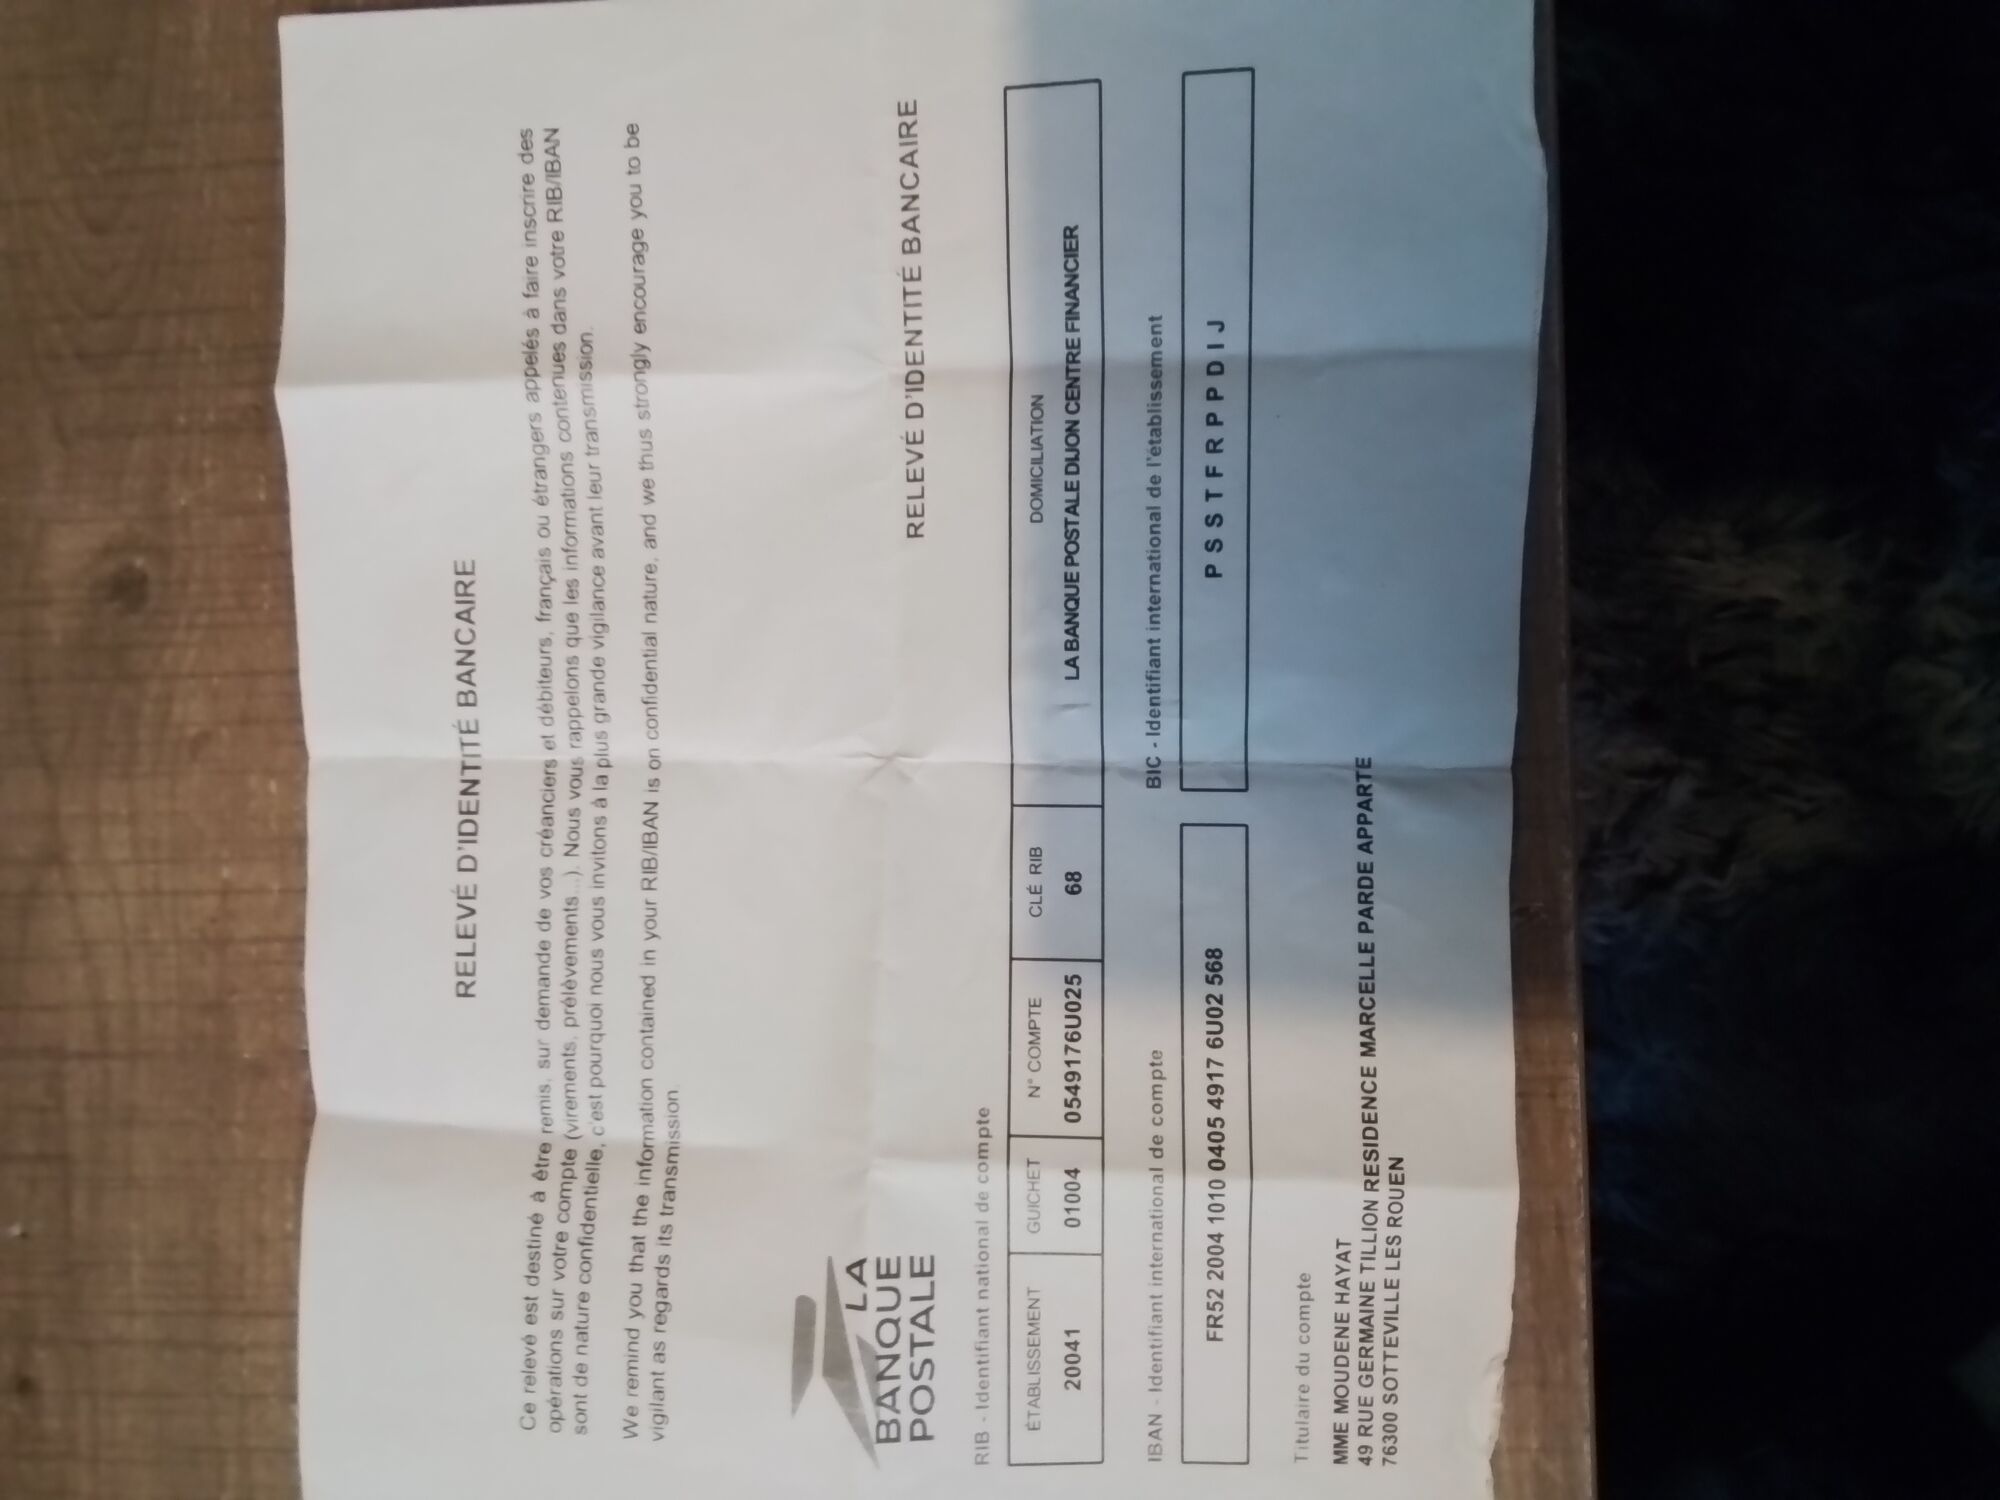 RELEVÉ D'IDENTITÉ BANCAIRE
Ce relevé est destiné à être remis, sur demande de vos créanciers et débiteurs, français ou étrangers appelés à faire inscrire des
opérations sur votre compte (virements, prélèvements...). Nous vous rappelons que les informations contenues dans votre RIB/IBAN
sont de nature confidentielle, c'est pourquoi nous vous invitons à la plus grande vigilance avant leur transmission.
We remind you that the information contained in your RIB/IBAN is on confidential nature, and we thus strongly encourage you to be
vigilant as regards its transmission.
LA
BANQUE
POSTALE
RELEVÉ D'IDENTITÉ BANCAIRE
RIB - Identifiant national de compte
ÉTABLISSEMENT GUICHET N° COMPTE CLÉ RIB DOMICILIATION
20041 01004 0549176U025 68 LA BANQUE POSTALE DIJON CENTRE FINANCIER
IBAN - Identifiant international de compte BIC - Identifiant international de l'établissement
FR52 2004 1010 0405 4917 6U02 568 P S S T F R P P D I J
Titulaire du compte
MME MOUDENE HAYAT
49 RUE GERMAINE TILLION RESIDENCE MARCELLE PARDE APPARTE
76300 SOTTEVILLE LES ROUEN